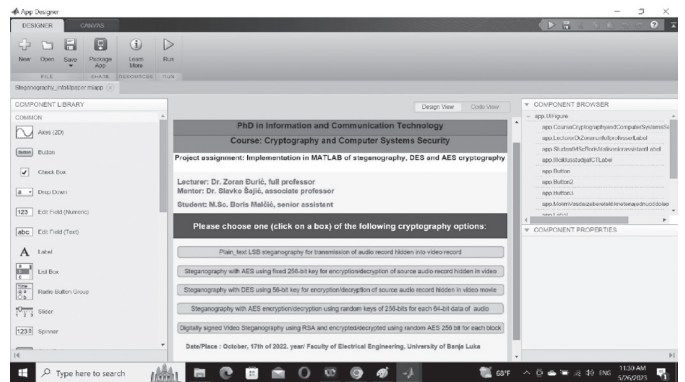 App Designer
DESIGNER
CANVAS
New
Open
Save
Package App
Learn More
Run
FILE
SHARE
RESOURCES
RUN
COMPONENT LIBRARY
COMMON
Axes (2D)
Button
Check Box
Drop Down
Edit Field (Numeric)
Edit Field (Text)
Label
List Box
Radio Button Group
Slider
Spinner
Design View
Code View
PhD in Information and Communication Technology
Course: Cryptography and Computer Systems Security
Project assignment: Implementation in MATLAB of steganography, DES and AES cryptography
Lecturer: Dr. Zoran Đurić, full professor
Mentor: Dr. Slavko Šajić, associate professor
Student: M.Sc. Boris Malčić, senior assistant
Please choose one (click on a box) of the following cryptography options:
Plain_text LSB steganography for transmission of audio record hidden into video record
Steganography with AES using fixed 256-bit key for encryption/decryption of source audio record hidden in video
Steganography with DES using 56-bit key for encryption/decryption of source audio record hidden in video movie
Steganography with AES encryption/decryption using random keys of 256-bits for each 64-bit data of audio
Digitally signed Video Steganography using RSA and encrypted/decrypted using random AES 256 bit for each block
Date/Place : October, 17th of 2022. year/ Faculty of Electrical Engineering, University of Banja Luka
COMPONENT BROWSER
app.UIFigure
app.Button
app.Button2
app.Button3
COMPONENT PROPERTIES
Type here to search
68°F
ENG
11:30 AM
5/26/2023